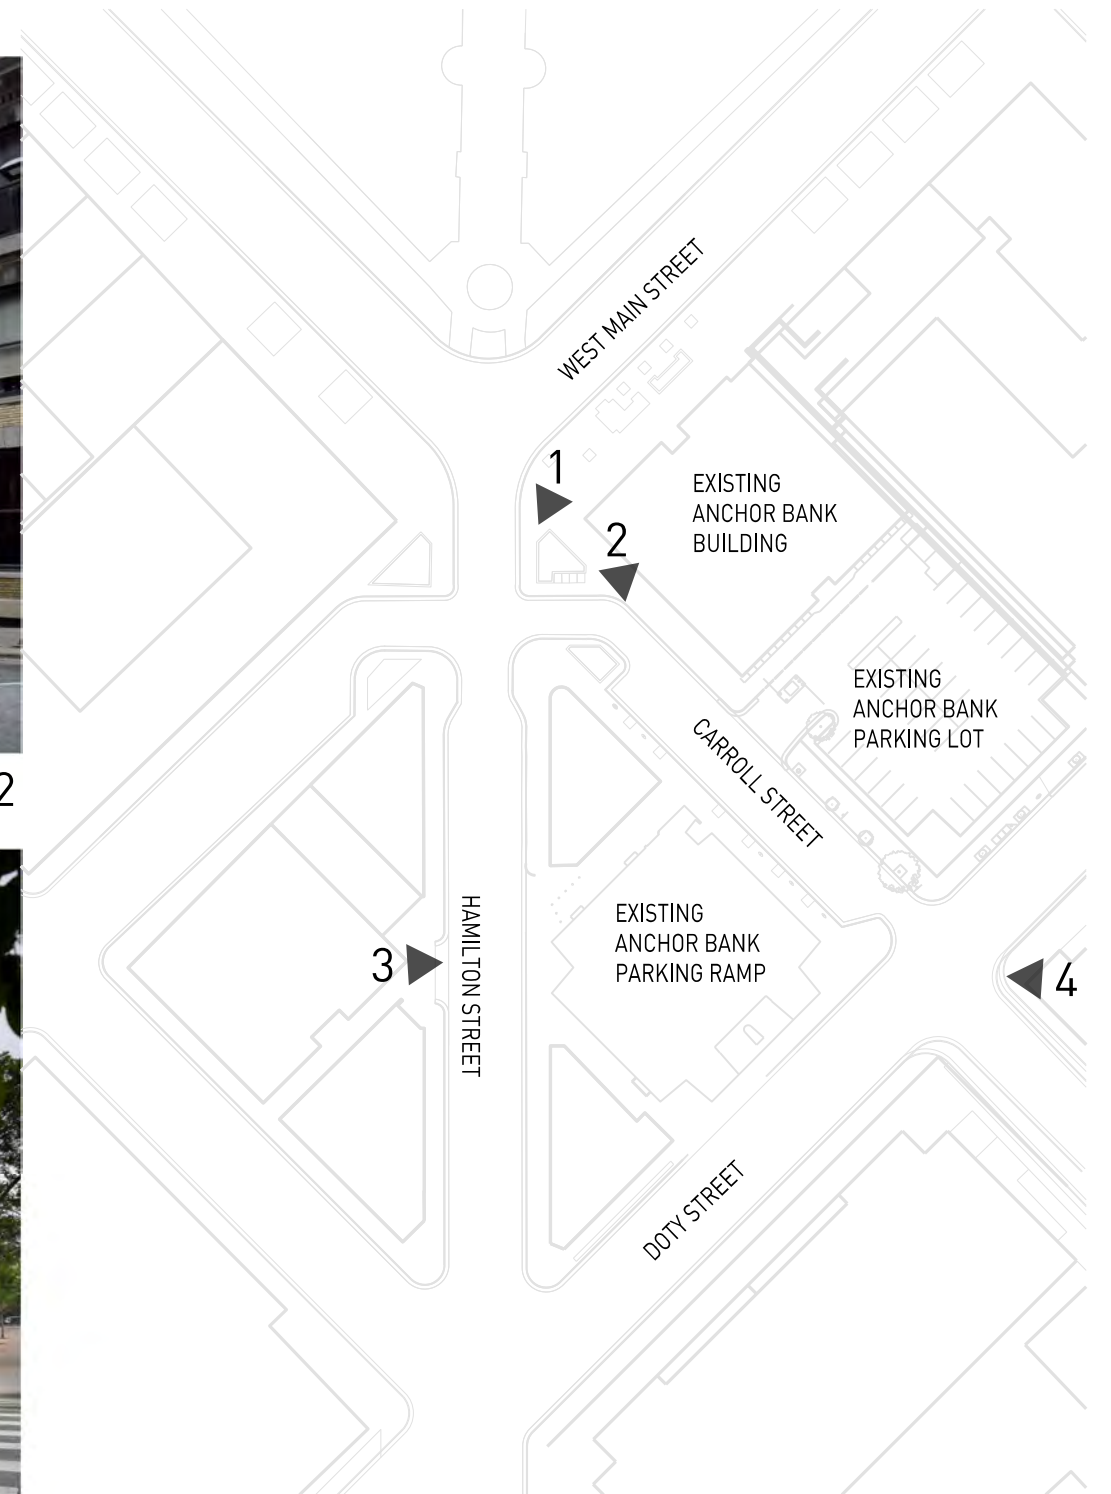 WEST MAIN STREET
1
EXISTING
ANCHOR BANK
BUILDING
2
EXISTING
ANCHOR BANK
PARKING LOT
CARROLL STREET
2
HAMILTON STREET
EXISTING
ANCHOR BANK
PARKING RAMP
3
4
DOTY STREET